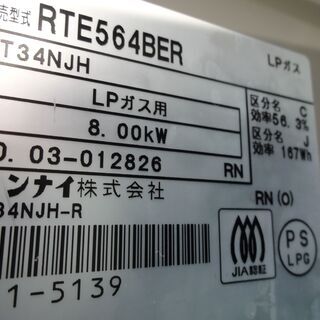 売型式 RTE564BER
T34NJH LPガス
LPガス用
8.00kW
区分名 C
効率56.3%
区分名 J
効率 167Wh
O. 03-012826 RN
ンナイ株式会社
34NJH-R
RN (O)
JIA認証
PS
LPG
1-5139